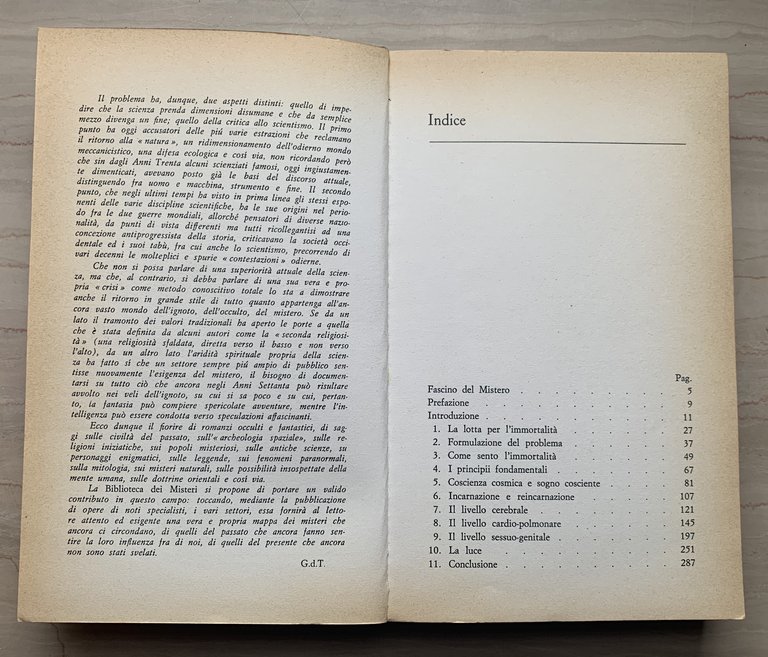 Il problema ha, dunque, due aspetti distinti: quello di impe-
dire che la scienza prenda dimensioni disumane e che da semplice
mezzo divenga un fine; quello della critica allo scientismo. Il primo
punto ha oggi accusatori delle piú varie estrazioni che reclamano
il ritorno alla «natura», un ridimensionamento dell'odierno mondo
meccanicistico, una difesa ecologica e cosí via, non ricordando però
che sin dagli Anni Trenta alcuni scienziati famosi, oggi ingiustamen-
te dimenticati, avevano posto già le basi del discorso attuale,
distinguendo fra uomo e macchina, strumento e fine. Il secondo
punto, che negli ultimi tempi ha visto in prima linea gli stessi espo-
nenti delle varie discipline scientifiche, ha le sue origini nel perio-
do fra le due guerre mondiali, allorché pensatori di diverse nazio-
nalità, da punti di vista differenti ma tutti ricollegantisi ad una
concezione antiprogressista della storia, criticavano la società occi-
dentale ed i suoi tabú, fra cui anche lo scientismo, precorrendo di
vari decenni le molteplici e spurie «contestazioni» odierne.
Che non si possa parlare di una superiorità attuale della scien-
za, ma che, al contrario, si debba parlare di una sua vera e pro-
pria «crisi» come metodo conoscitivo totale lo sta a dimostrare
anche il ritorno in grande stile di tutto quanto appartenga all'an-
cora vasto mondo dell'ignoto, dell'occulto, del mistero. Se da un
lato il tramonto dei valori tradizionali ha aperto le porte a quella
che è stata definita da alcuni autori come la «seconda religiosi-
tà» (una religiosità sfaldata, diretta verso il basso e non verso
l'alto), da un altro lato l'aridità spirituale propria della scien-
za ha fatto sí che un settore sempre piú ampio di pubblico sen-
tisse nuovamente l'esigenza del mistero, il bisogno di documen-
tarsi su tutto ciò che ancora negli Anni Settanta può risultare
avvolto nei veli dell'ignoto, su cui si sa poco e su cui, pertan-
to, la fantasia può compiere spericolate avventure, mentre l'in-
telligenza può essere condotta verso speculazioni affascinanti.
Ecco dunque il fiorire di romanzi occulti e fantastici, di sag-
gi sulle civiltà del passato, sull'«archeologia spaziale», sulle re-
ligioni iniziatiche, sui popoli misteriosi, sulle antiche scienze, su
personaggi enigmatici, sulle leggende, sui fenomeni paranormali,
sulla mitologia, sui misteri naturali, sulle possibilità insospettate della
mente umana, sulle dottrine orientali e cosí via.
La Biblioteca dei Misteri si propone di portare un valido
contributo in questo campo: toccando, mediante la pubblicazione
di opere di noti specialisti, i vari settori, essa fornirà al letto-
re attento ed esigente una vera e propria mappa dei misteri che
ancora ci circondano, di quelli del passato che ancora fanno sen-
tire la loro influenza fra di noi, di quelli del presente che ancora
non sono stati svelati.
G.d.T.
Indice
Pag.
Fascino del Mistero . . . . . . . . . . . 5
Prefazione . . . . . . . . . . . 9
Introduzione . . . . . . . . . . . 11
1. La lotta per l'immortalità . . . . . . . . 27
2. Formulazione del problema . . . . . . . . 37
3. Come sento l'immortalità . . . . . . . . 49
4. I principii fondamentali . . . . . . . . 67
5. Coscienza cosmica e sogno cosciente . . . . . 81
6. Incarnazione e reincarnazione . . . . . . . 107
7. Il livello cerebrale . . . . . . . . . 121
8. Il livello cardio-polmonare . . . . . . . . 145
9. Il livello sessuo-genitale . . . . . . . . 197
10. La luce . . . . . . . . . . . 251
11. Conclusione . . . . . . . . . . . 287